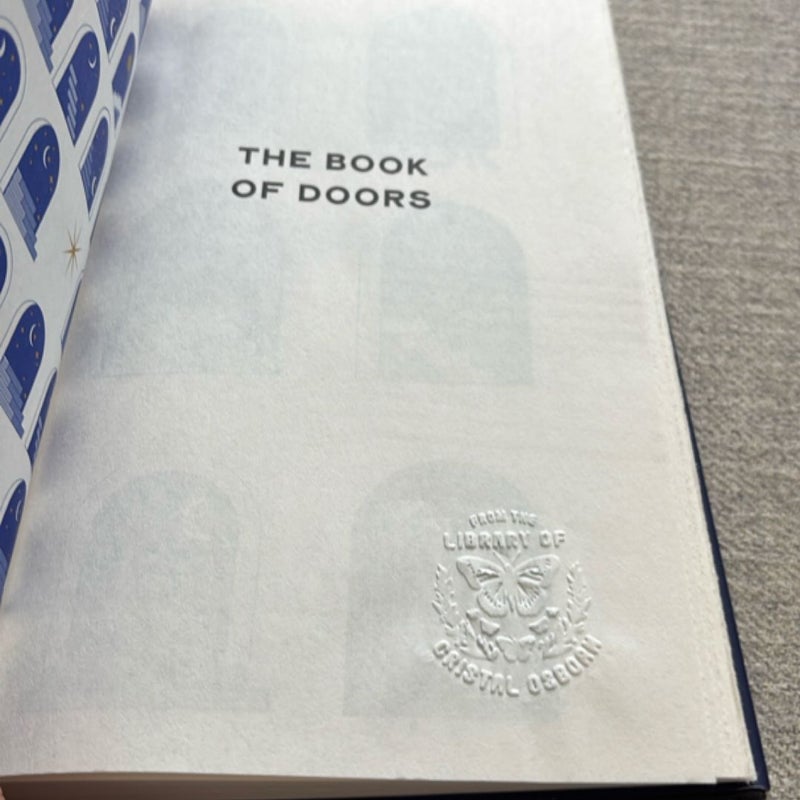 THE BOOK
OF DOORS
FROM THE
LIBRARY OF
CRISTAL OSBORN